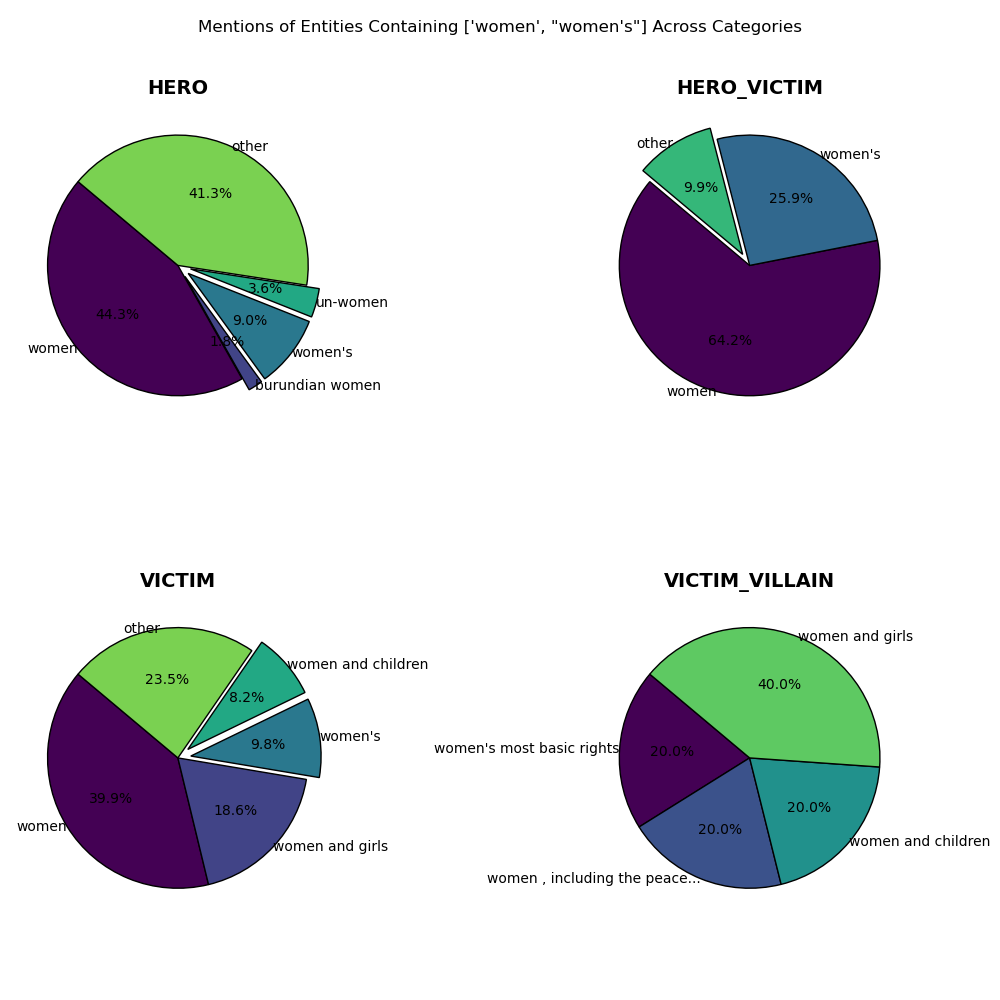 Mentions of Entities Containing ['women', "women's"] Across Categories
HERO
other
41.3%
3.6%
un-women
9.0%
women's
1.8%
burundian women
44.3%
women
HERO_VICTIM
other
9.9%
women's
25.9%
64.2%
women
VICTIM
other
23.5%
women and children
8.2%
women's
9.8%
39.9%
18.6%
women
women and girls
VICTIM_VILLAIN
women and girls
40.0%
women's most basic rights
20.0%
20.0%
20.0%
women and children
women , including the peace...